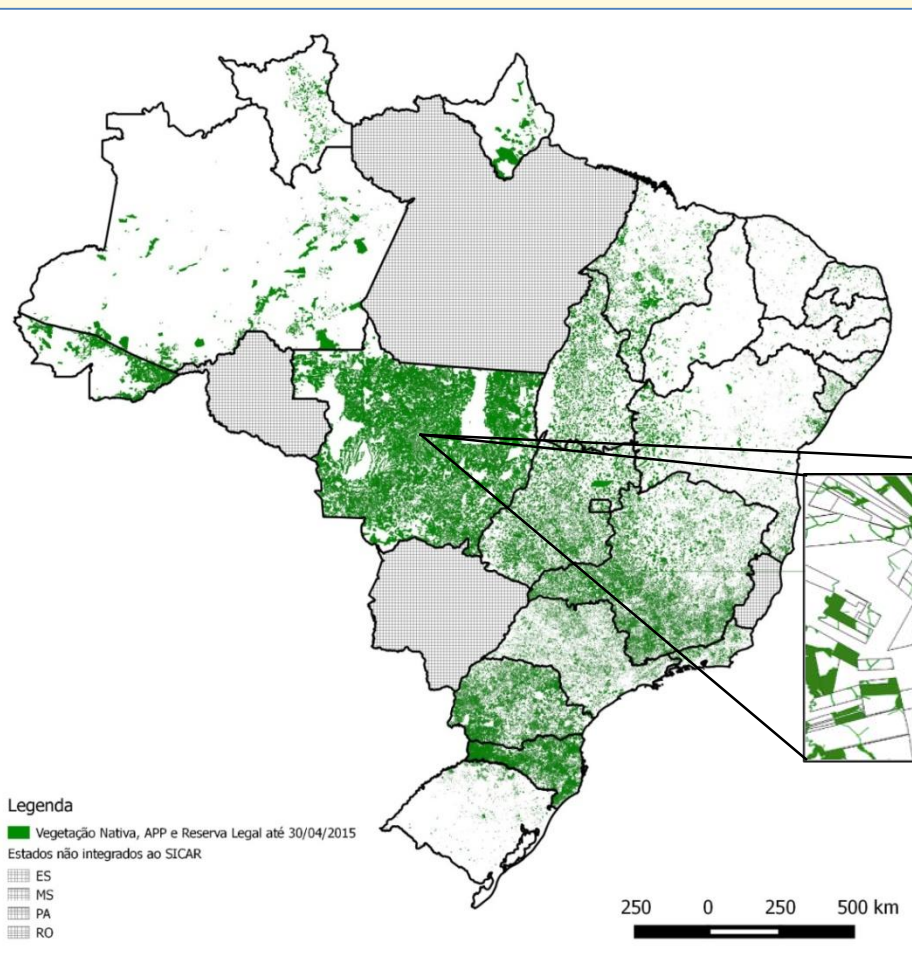 Legenda
Vegetação Nativa, APP e Reserva Legal até 30/04/2015
Estados não integrados ao SICAR
ES
MS
PA
RO
250 0 250 500 km